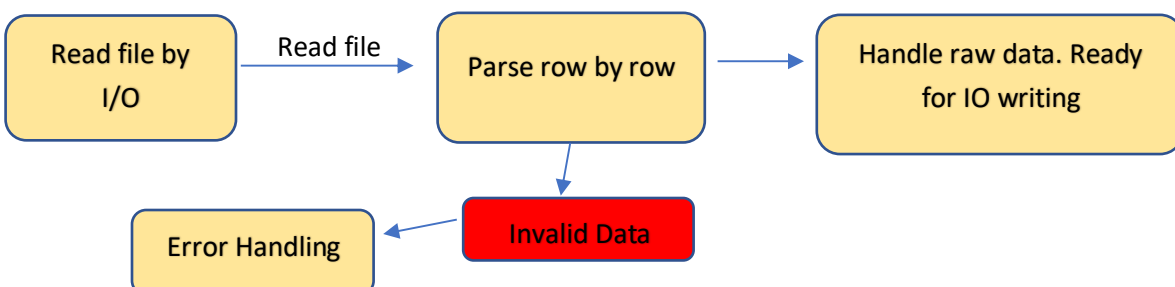 Read file by
I/O
Read file
Parse row by row
Handle raw data. Ready
for IO writing
Invalid Data
Error Handling